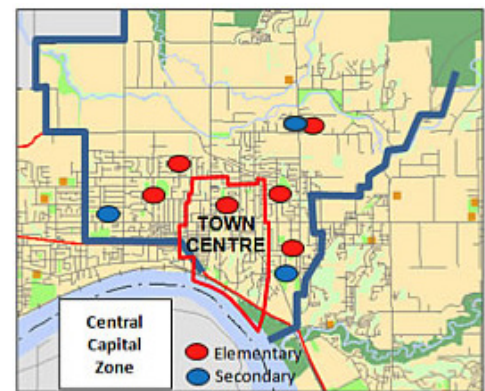 TOWN
CENTRE
Central
Capital
Zone
Elementary
Secondary